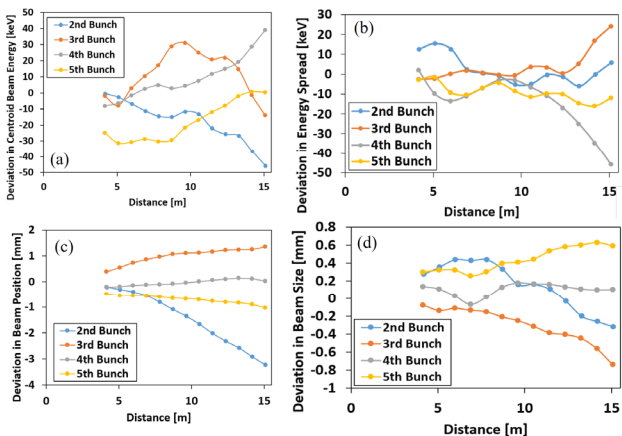 Deviation in Centroid Beam Energy [keV]
50
40
30
20
10
0
-10
-20
-30
-40
-50
2nd Bunch
3rd Bunch
4th Bunch
5th Bunch
(a)
0
5
10
15
Distance [m]
Deviation in Energy Spread [keV]
30
20
10
0
-10
-20
-30
-40
-50
(b)
2nd Bunch
3rd Bunch
4th Bunch
5th Bunch
0
5
10
15
Distance [m]
Deviation in Beam Position [mm]
2
1
0
-1
-2
-3
-4
(c)
2nd Bunch
3rd Bunch
4th Bunch
5th Bunch
0
5
10
15
Distance [m]
Deviation in Beam Size [mm]
0.8
0.6
0.4
0.2
0
-0.2
-0.4
-0.6
-0.8
-1
(d)
2nd Bunch
3rd Bunch
4th Bunch
5th Bunch
0
5
10
15
Distance [m]